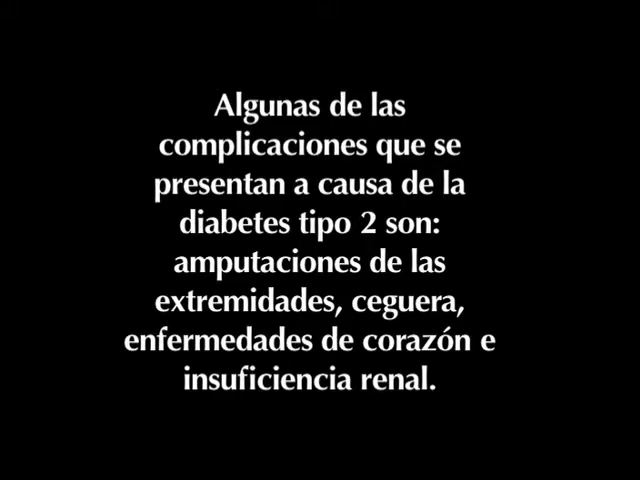 Algunas de las
complicaciones que se
presentan a causa de la
diabetes tipo 2 son:
amputaciones de las
extremidades, ceguera,
enfermedades de corazón e
insuficiencia renal.